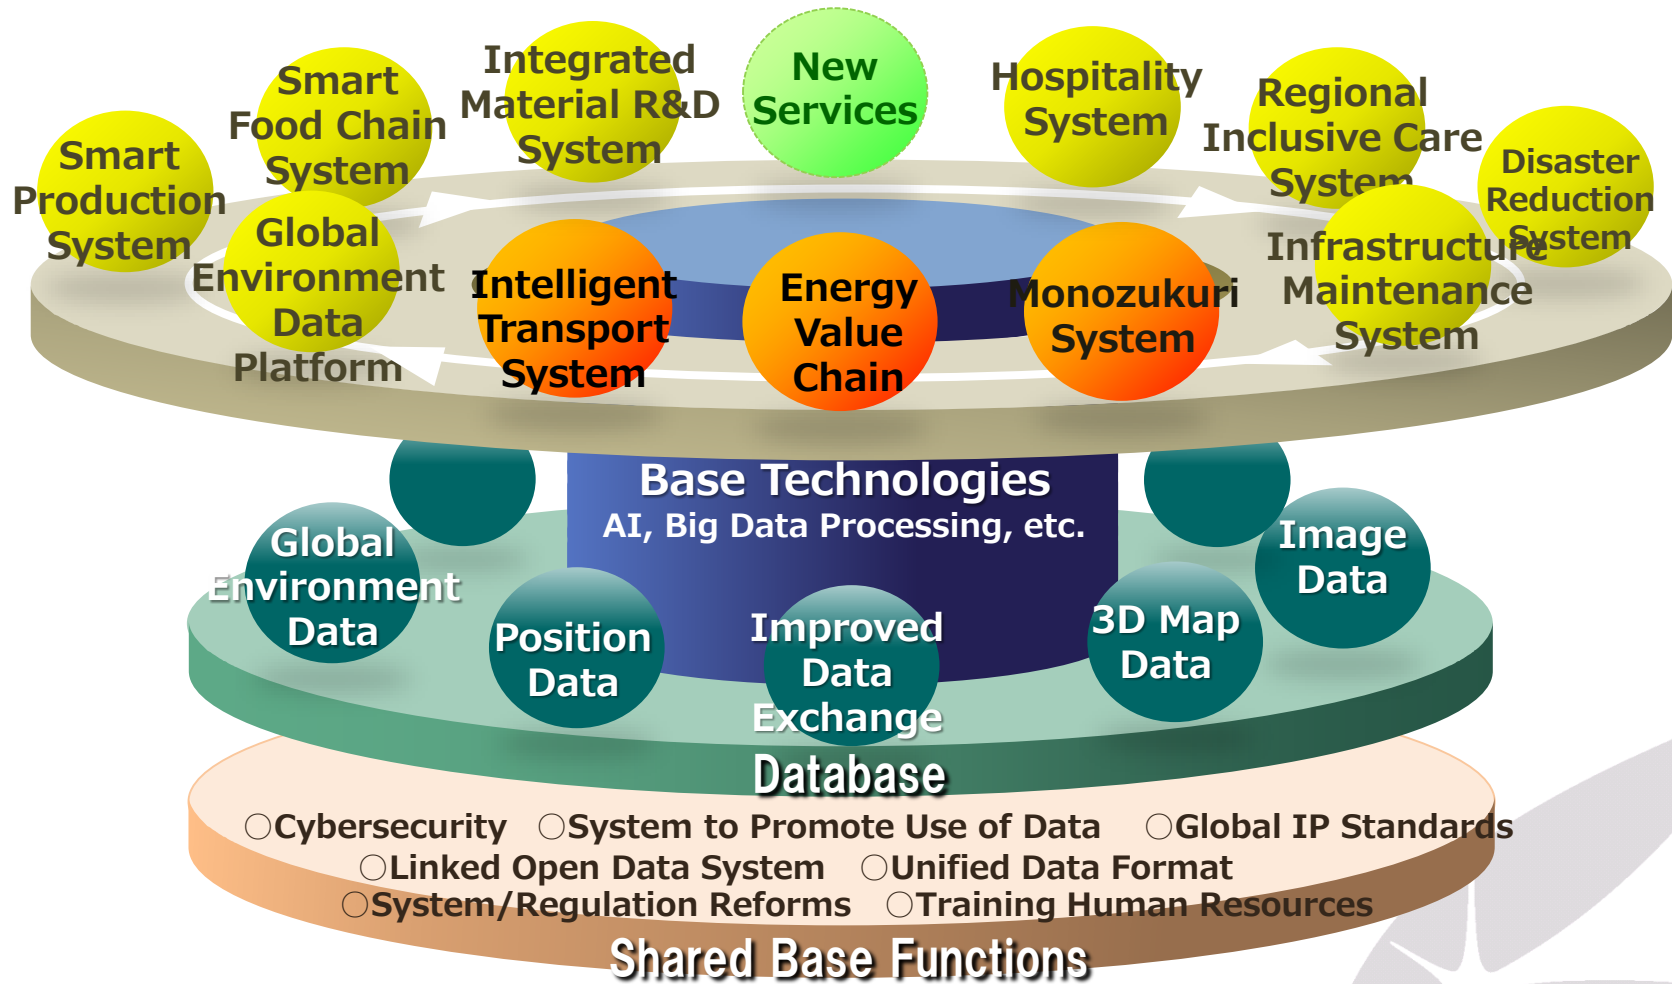 Smart
Production
System
Smart
Food Chain
System
Integrated
Material R&D
System
New
Services
Hospitality
System
Regional
Inclusive Care
System
Disaster
Reduction
System
Global
Environment
Data
Platform
Intelligent
Transport
System
Energy
Value
Chain
Monozukuri
System
Infrastructure
Maintenance
System
Base Technologies
AI, Big Data Processing, etc.
Global
Environment
Data
Position
Data
Improved
Data
Exchange
3D Map
Data
Image
Data
Database
○Cybersecurity ○System to Promote Use of Data ○Global IP Standards
○Linked Open Data System ○Unified Data Format
○System/Regulation Reforms ○Training Human Resources
Shared Base Functions